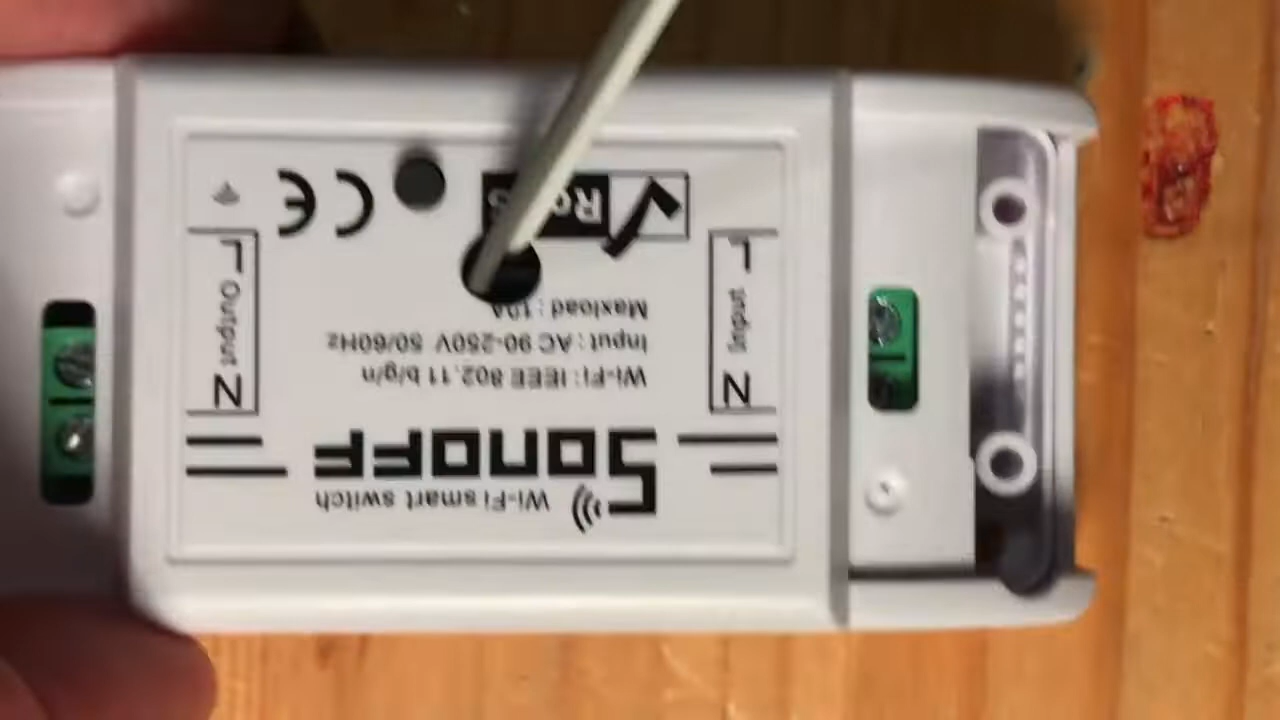 Wi-Fi smart switch
SONOFF
N Input L
Wi-Fi : IEEE 802.11 b/g/n
Input : AC 90-250V 50/60Hz
Maxload : 10A
N Output L
CE